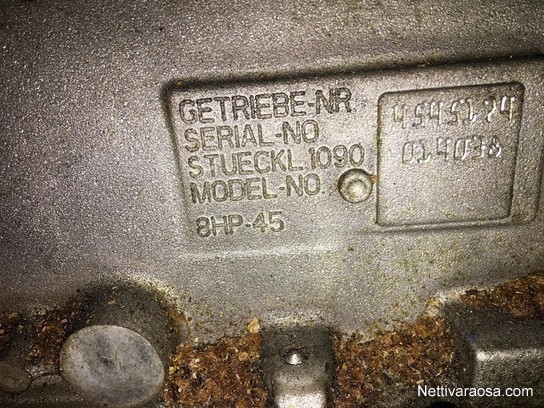 GETRIEBE-NR.
SERIAL-NO
STUECKL.1090
MODEL-NO.
8HP-45
Nettivaraosa.com